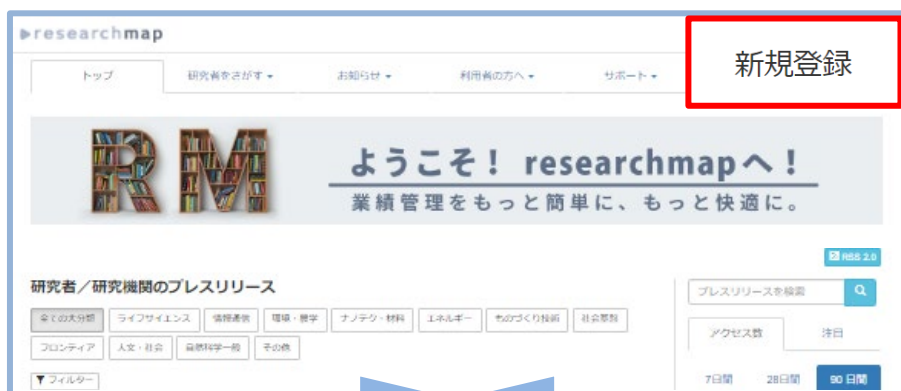 researchmap
新規登録
トップ
研究者をさがす
お知らせ
利用者の方へ
サポート
RM
ようこそ! researchmapへ!
業績管理をもっと簡単に、もっと快適に。
RSS 2.0
研究者/研究機関のプレスリリース
プレスリリースを検索
全ての大分類 ライフサイエンス 情報通信 環境・農学 ナノテク・材料 エネルギー ものづくり技術 社会基盤
フロンティア 人文・社会 自然科学一般 その他
アクセス数 注目
フィルター
7日間 28日間 90日間